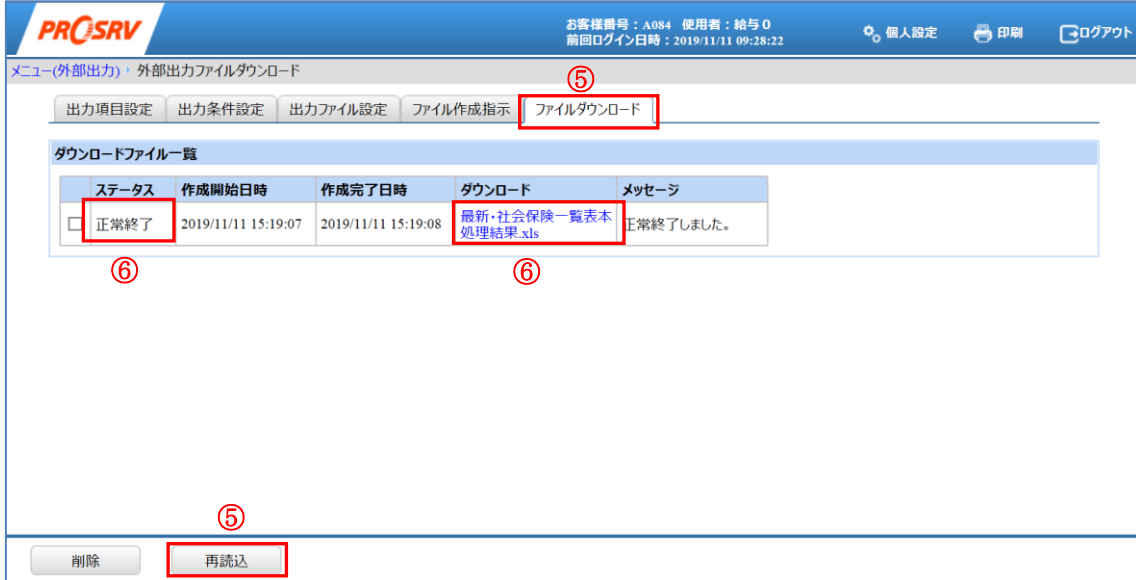 PROSRV
お客様番号：A084 使用者：給与０
前回ログイン日時：2019/11/11 09:28:22
個人設定
印刷
ログアウト
メニュー(外部出力) › 外部出力ファイルダウンロード
⑤
出力項目設定
出力条件設定
出力ファイル設定
ファイル作成指示
ファイルダウンロード
ダウンロードファイル一覧
ステータス 作成開始日時 作成完了日時 ダウンロード メッセージ
正常終了 2019/11/11 15:19:07 2019/11/11 15:19:08 最新・社会保険一覧表本 正常終了しました。
処理結果.xls
⑥
⑥
⑤
削除
再読込